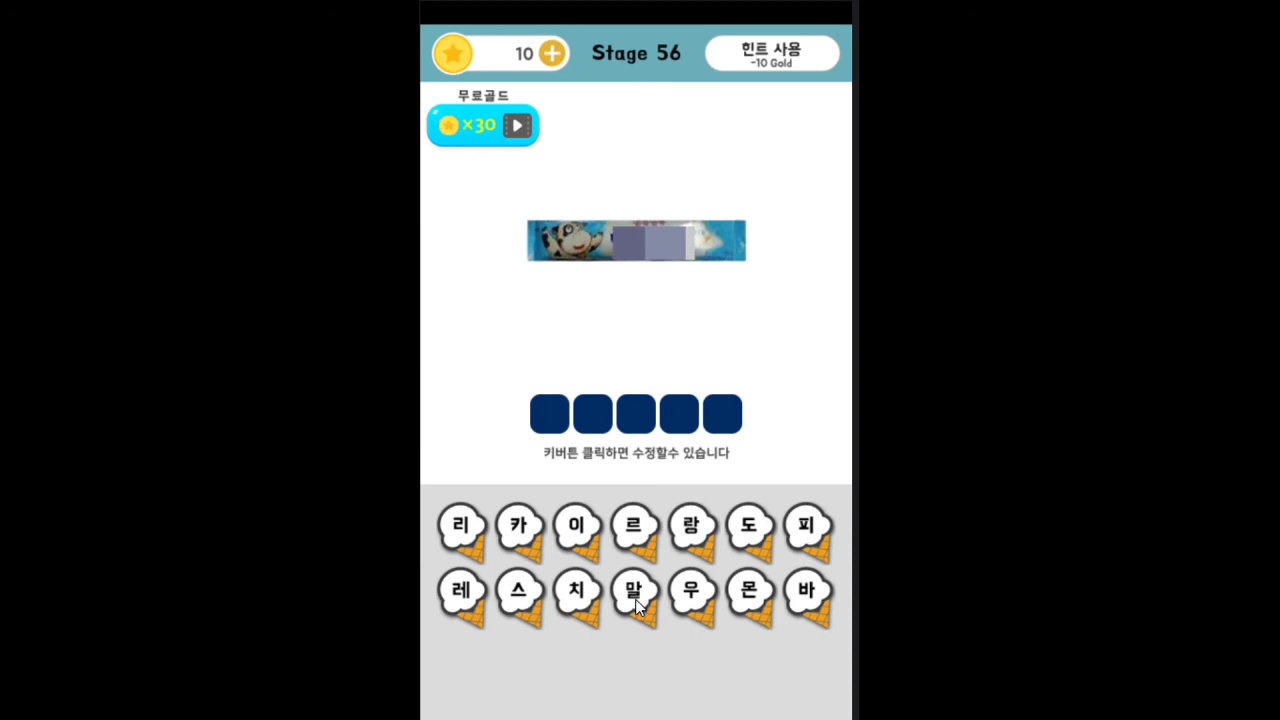 10
Stage 56
힌트 사용
-10 Gold
무료골드
×30
키버튼 클릭하면 수정할수 있습니다
리 카 이 르 랑 도 피
레 스 치 말 우 몬 바